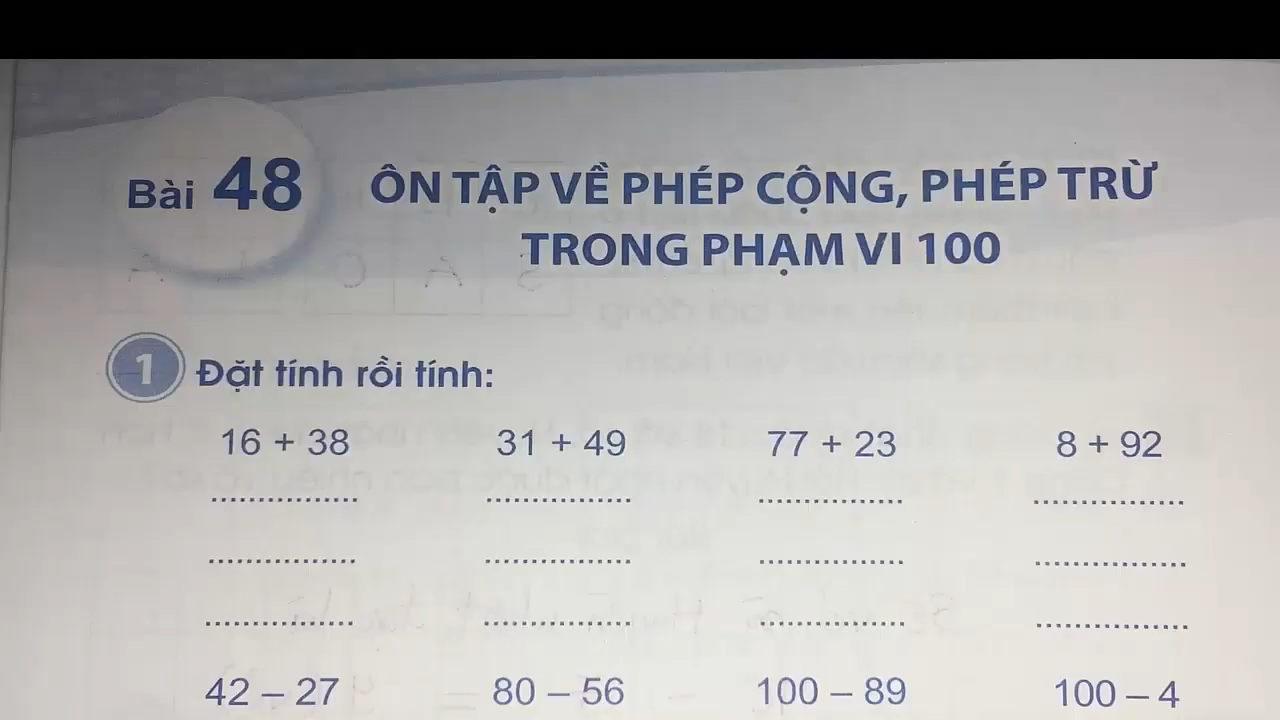 Bài 48
ÔN TẬP VỀ PHÉP CỘNG, PHÉP TRỪ
TRONG PHẠM VI 100
1 Đặt tính rồi tính:
16 + 38 31 + 49 77 + 23 8 + 92
42 – 27 80 – 56 100 – 89 100 – 4